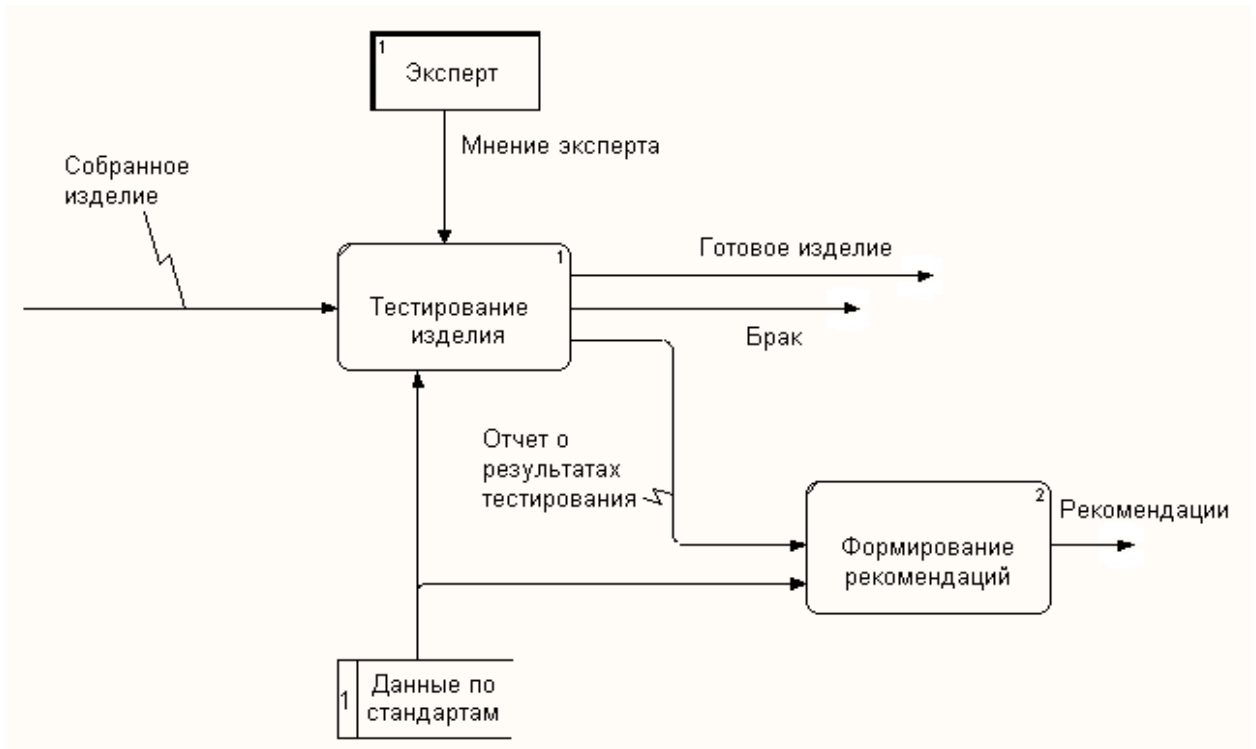 1
Эксперт
Мнение эксперта
Собранное
изделие
1
Тестирование
изделия
Готовое изделие
Брак
Отчет о
результатах
тестирования
2
Формирование
рекомендаций
Рекомендации
1
Данные по
стандартам